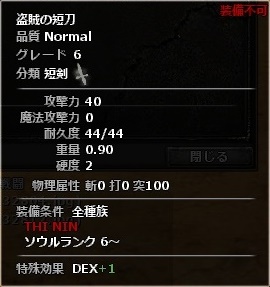 装備不可
盗賊の短刀
品質 Normal
グレード 6
分類 短剣
攻撃力 40
魔法攻撃力 0
耐久度 44/44
重量 0.90
硬度 2
閉じる
物理属性 斬0 打0 突100
装備条件 全種族
THI NIN
ソウルランク 6～
特殊効果 DEX+1